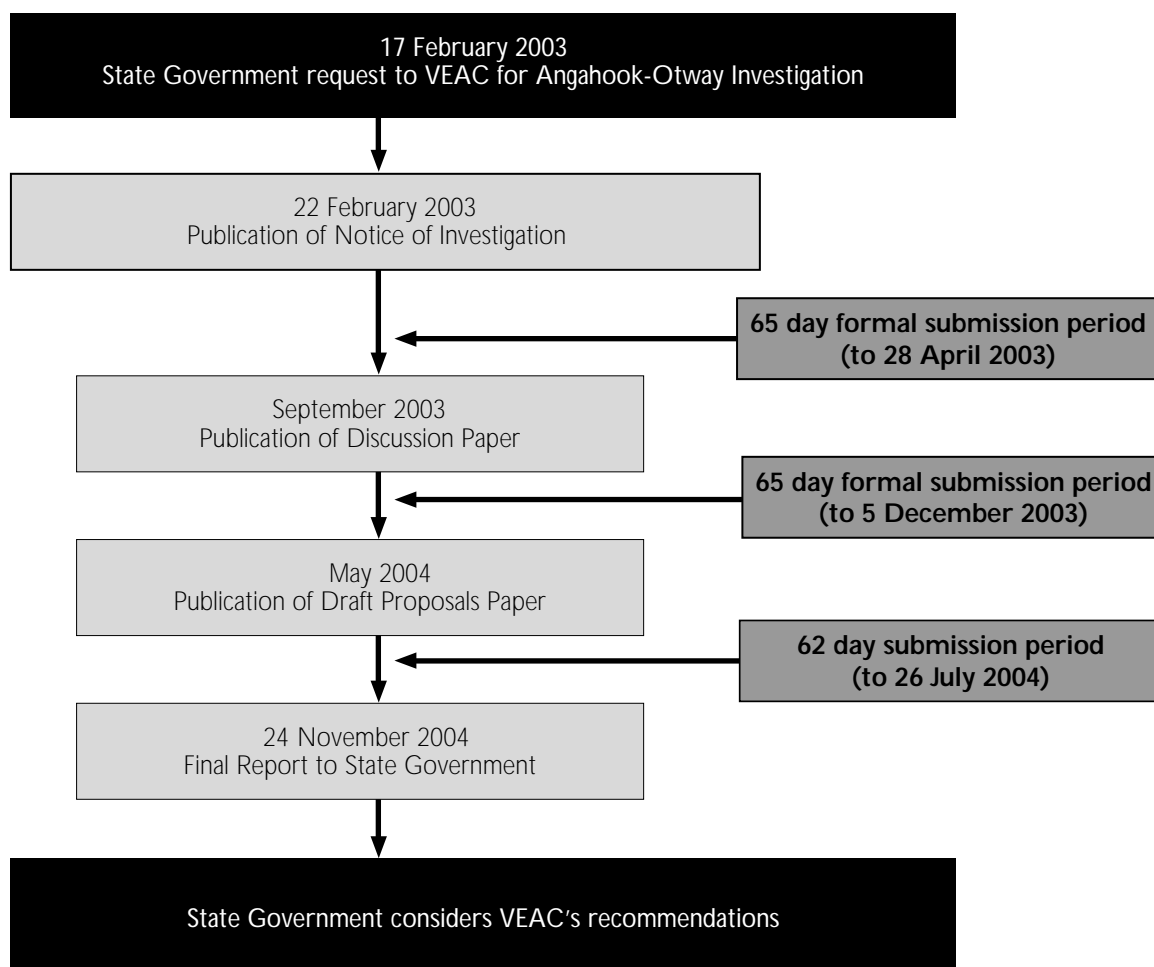 17 February 2003
State Government request to VEAC for Angahook-Otway Investigation
22 February 2003
Publication of Notice of Investigation
65 day formal submission period
(to 28 April 2003)
September 2003
Publication of Discussion Paper
65 day formal submission period
(to 5 December 2003)
May 2004
Publication of Draft Proposals Paper
62 day submission period
(to 26 July 2004)
24 November 2004
Final Report to State Government
State Government considers VEAC's recommendations